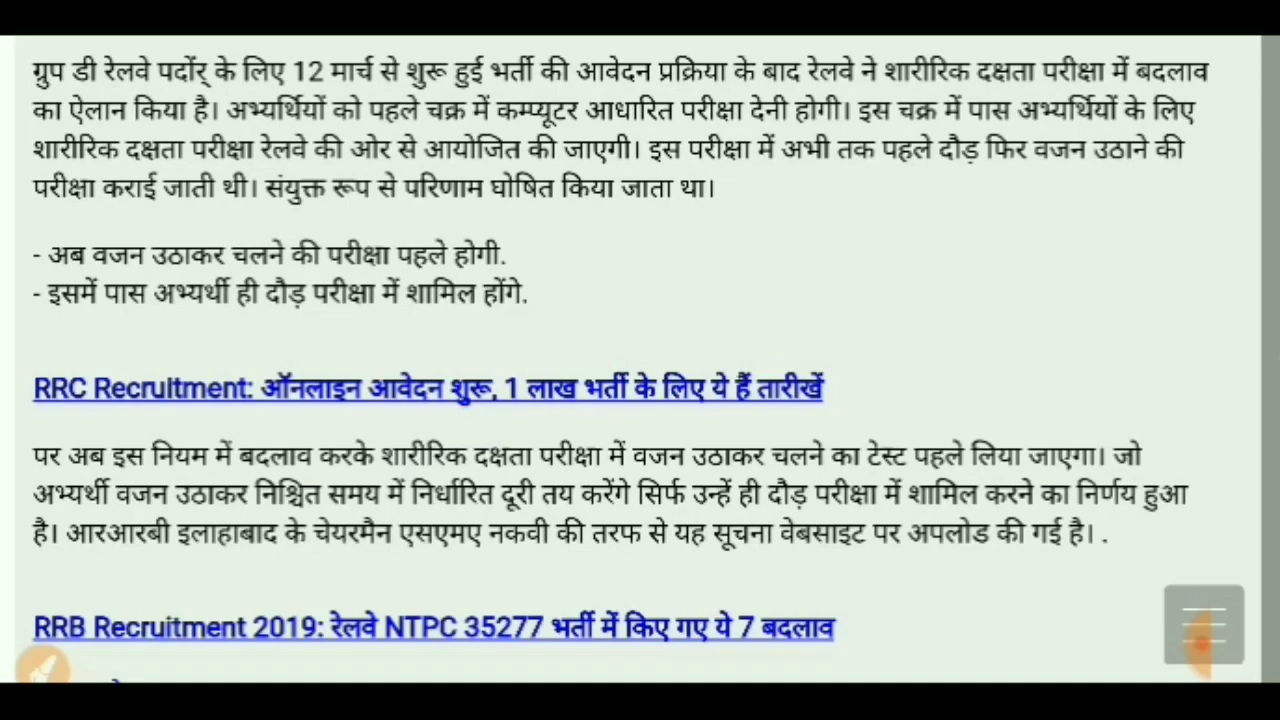 ग्रुप डी रेलवे पदोंर् के लिए 12 मार्च से शुरू हुई भर्ती की आवेदन प्रक्रिया के बाद रेलवे ने शारीरिक दक्षता परीक्षा में बदलाव
का ऐलान किया है। अभ्यर्थियों को पहले चक्र में कम्प्यूटर आधारित परीक्षा देनी होगी। इस चक्र में पास अभ्यर्थियों के लिए
शारीरिक दक्षता परीक्षा रेलवे की ओर से आयोजित की जाएगी। इस परीक्षा में अभी तक पहले दौड़ फिर वजन उठाने की
परीक्षा कराई जाती थी। संयुक्त रूप से परिणाम घोषित किया जाता था।
- अब वजन उठाकर चलने की परीक्षा पहले होगी.
- इसमें पास अभ्यर्थी ही दौड़ परीक्षा में शामिल होंगे.
RRC Recruitment: ऑनलाइन आवेदन शुरू, 1 लाख भर्ती के लिए ये हैं तारीखें
पर अब इस नियम में बदलाव करके शारीरिक दक्षता परीक्षा में वजन उठाकर चलने का टेस्ट पहले लिया जाएगा। जो
अभ्यर्थी वजन उठाकर निश्चित समय में निर्धारित दूरी तय करेंगे सिर्फ उन्हें ही दौड़ परीक्षा में शामिल करने का निर्णय हुआ
है। आरआरबी इलाहाबाद के चेयरमैन एसएमए नकवी की तरफ से यह सूचना वेबसाइट पर अपलोड की गई है। .
RRB Recruitment 2019: रेलवे NTPC 35277 भर्ती में किए गए ये 7 बदलाव